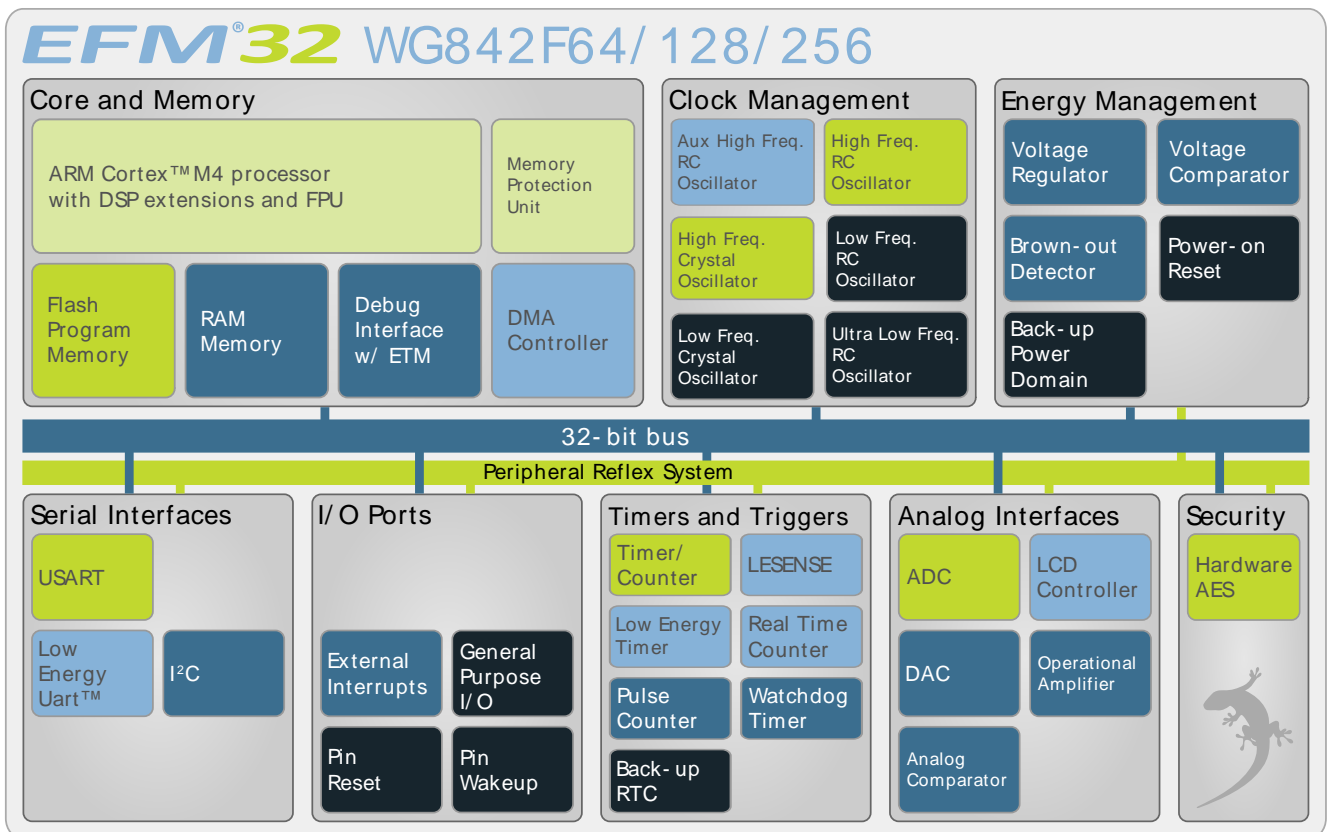 EFM®32 WG842F64/128/256
Core and Memory
ARM Cortex™ M4 processor
with DSP extensions and FPU
Memory
Protection
Unit
Flash
Program
Memory
RAM
Memory
Debug
Interface
w/ ETM
DMA
Controller
Clock Management
Aux High Freq.
RC
Oscillator
High Freq.
RC
Oscillator
High Freq.
Crystal
Oscillator
Low Freq.
RC
Oscillator
Low Freq.
Crystal
Oscillator
Ultra Low Freq.
RC
Oscillator
Energy Management
Voltage
Regulator
Voltage
Comparator
Brown-out
Detector
Power-on
Reset
Back-up
Power
Domain
32-bit bus
Peripheral Reflex System
Serial Interfaces
USART
Low
Energy
Uart™
I²C
I/O Ports
External
Interrupts
General
Purpose
I/O
Pin
Reset
Pin
Wakeup
Timers and Triggers
Timer/
Counter
LESENSE
Low Energy
Timer
Real Time
Counter
Pulse
Counter
Watchdog
Timer
Back-up
RTC
Analog Interfaces
ADC
LCD
Controller
DAC
Operational
Amplifier
Analog
Comparator
Security
Hardware
AES